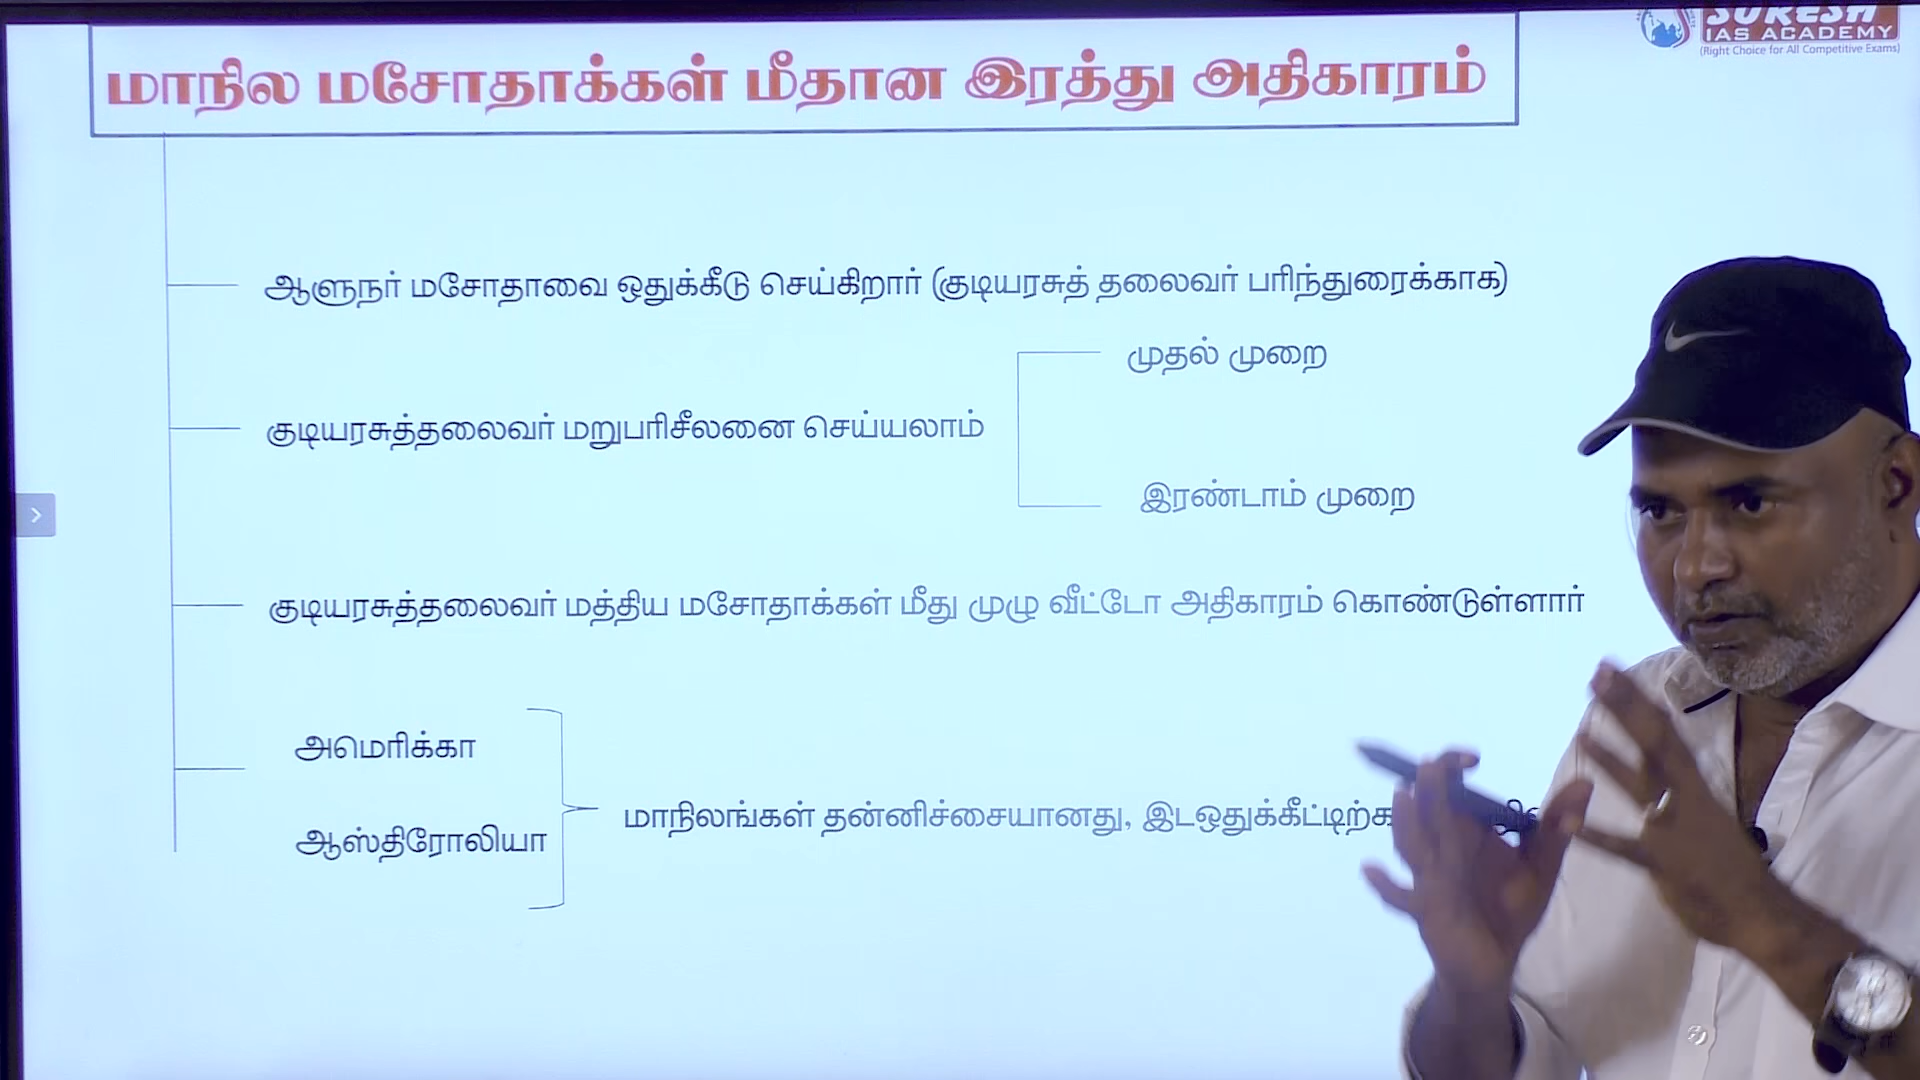 SURESH
IAS ACADEMY
(Right Choice for All Competitive Exams)
மாநில மசோதாக்கள் மீதான இரத்து அதிகாரம்
ஆளுநர் மசோதாவை ஒதுக்கீடு செய்கிறார் (குடியரசுத் தலைவர் பரிந்துரைக்காக)
முதல் முறை
குடியரசுத்தலைவர் மறுபரிசீலனை செய்யலாம்
இரண்டாம் முறை
குடியரசுத்தலைவர் மத்திய மசோதாக்கள் மீது முழு வீட்டோ அதிகாரம் கொண்டுள்ளார்
அமெரிக்கா
ஆஸ்திரோலியா
மாநிலங்கள் தன்னிச்சையானது,